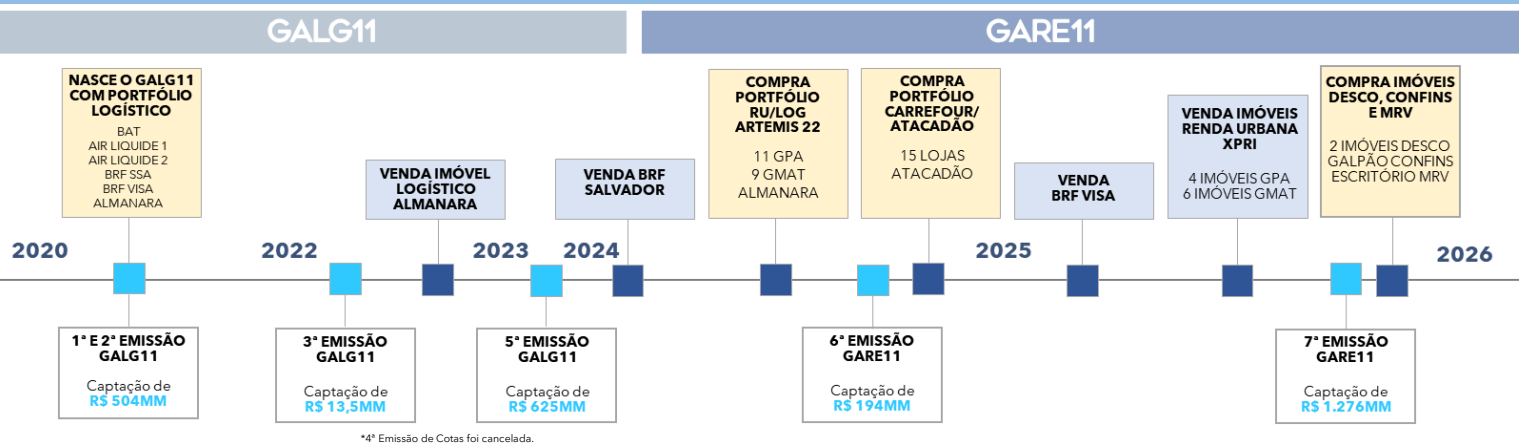 GALG11
GARE11
NASCE O GALG11
COM PORTFÓLIO
LOGÍSTICO
BAT
AIR LIQUIDE 1
AIR LIQUIDE 2
BRF SSA
BRF VISA
ALMANARA
VENDA IMÓVEL
LOGÍSTICO
ALMANARA
VENDA BRF
SALVADOR
COMPRA
PORTFÓLIO
RU/LOG
ARTEMIS 22
11 GPA
9 GMAT
ALMANARA
COMPRA
PORTFÓLIO
CARREFOUR/
ATACADÃO
15 LOJAS
ATACADÃO
VENDA
BRF VISA
VENDA IMÓVEIS
RENDA URBANA
XPRI
4 IMÓVEIS GPA
6 IMÓVEIS GMAT
COMPRA IMÓVEIS
DESCO, CONFINS
E MRV
2 IMÓVEIS DESCO
GALPÃO CONFINS
ESCRITÓRIO MRV
2020
2022
2023
2024
2025
2026
1ª E 2ª EMISSÃO
GALG11
Captação de
R$ 504MM
3ª EMISSÃO
GALG11
Captação de
R$ 13,5MM
5ª EMISSÃO
GALG11
Captação de
R$ 625MM
6ª EMISSÃO
GARE11
Captação de
R$ 194MM
7ª EMISSÃO
GARE11
Captação de
R$ 1.276MM
*4ª Emissão de Cotas foi cancelada.